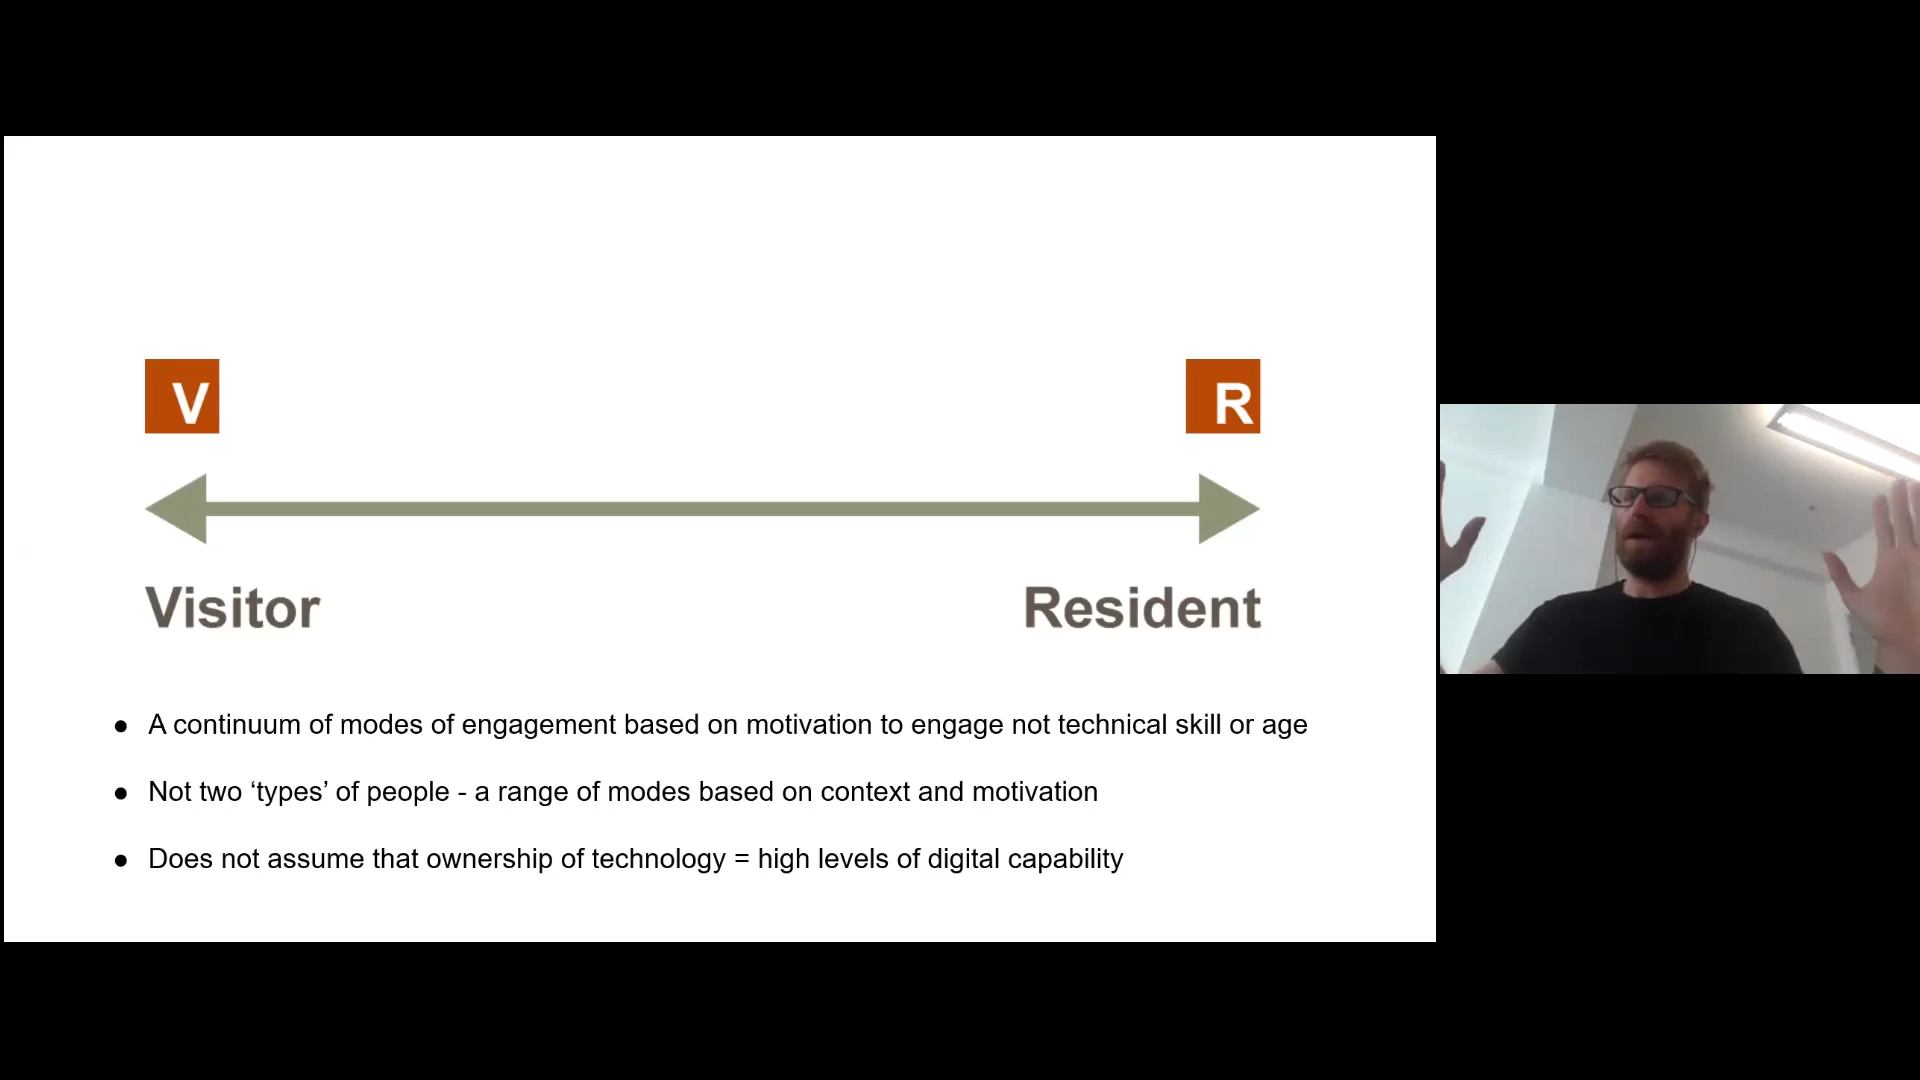 V
R
Visitor
Resident
● A continuum of modes of engagement based on motivation to engage not technical skill or age
● Not two ‘types’ of people - a range of modes based on context and motivation
● Does not assume that ownership of technology = high levels of digital capability